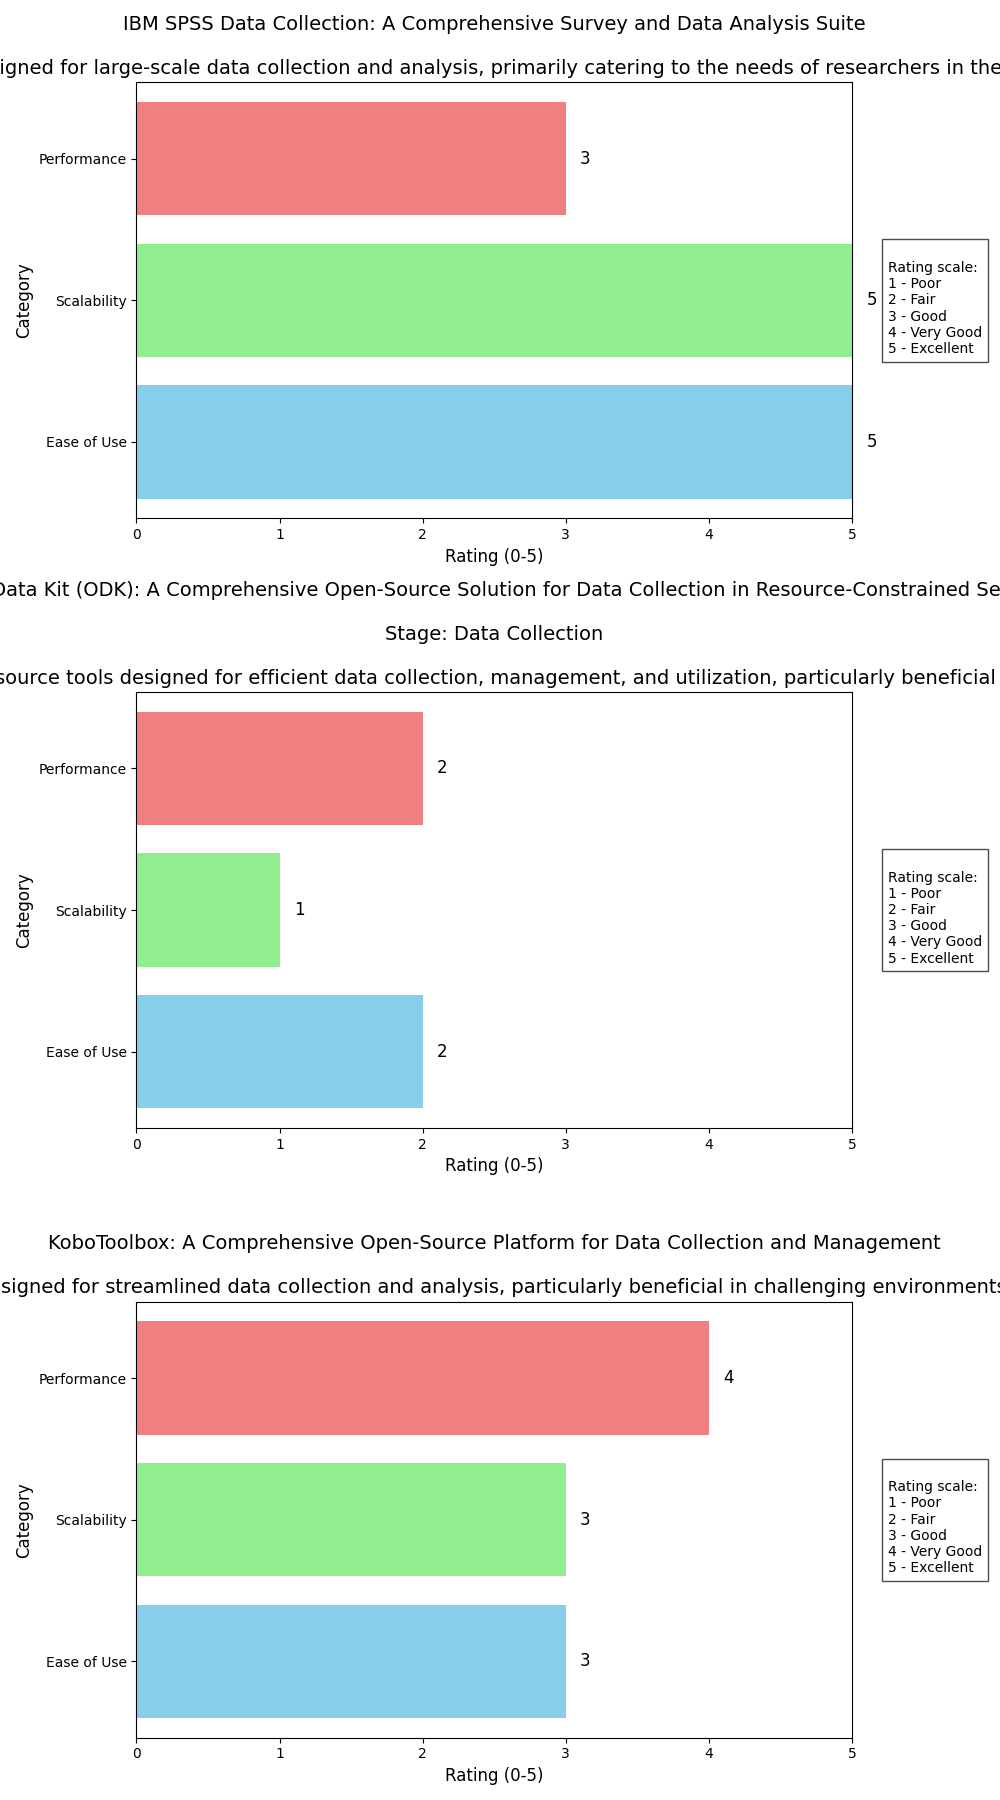 IBM SPSS Data Collection: A Comprehensive Survey and Data Analysis Suite
igned for large-scale data collection and analysis, primarily catering to the needs of researchers in the
Performance
3
Category
Scalability
5
Rating scale:
1 - Poor
2 - Fair
3 - Good
4 - Very Good
5 - Excellent
Ease of Use
5
0 1 2 3 4 5
Rating (0-5)
Data Kit (ODK): A Comprehensive Open-Source Solution for Data Collection in Resource-Constrained Se
Stage: Data Collection
source tools designed for efficient data collection, management, and utilization, particularly beneficial
Performance
2
Category
Scalability
1
Rating scale:
1 - Poor
2 - Fair
3 - Good
4 - Very Good
5 - Excellent
Ease of Use
2
0 1 2 3 4 5
Rating (0-5)
KoboToolbox: A Comprehensive Open-Source Platform for Data Collection and Management
signed for streamlined data collection and analysis, particularly beneficial in challenging environments
Performance
4
Category
Scalability
3
Rating scale:
1 - Poor
2 - Fair
3 - Good
4 - Very Good
5 - Excellent
Ease of Use
3
0 1 2 3 4 5
Rating (0-5)